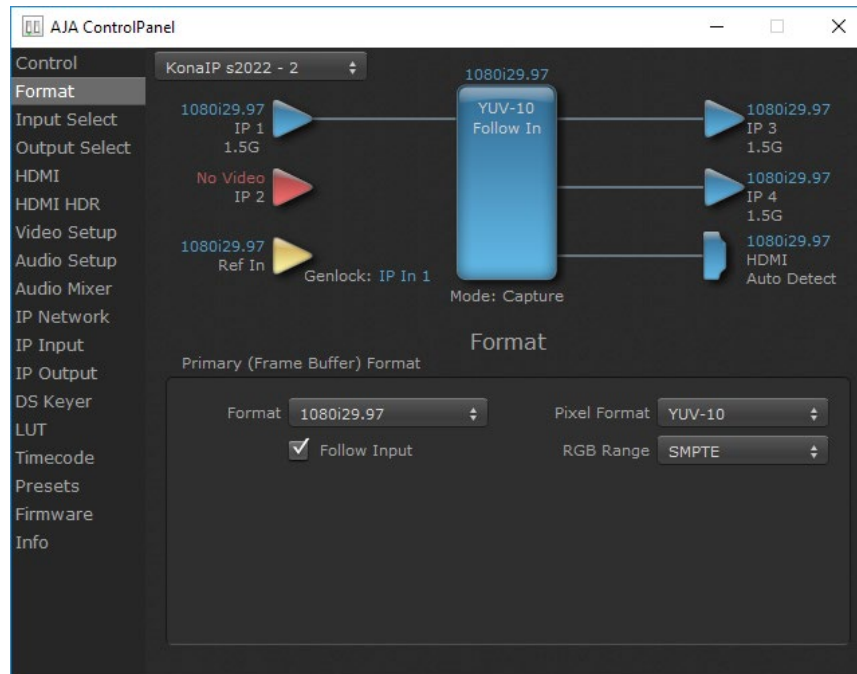 AJA ControlPanel
Control
Format
Input Select
Output Select
HDMI
HDMI HDR
Video Setup
Audio Setup
Audio Mixer
IP Network
IP Input
IP Output
DS Keyer
LUT
Timecode
Presets
Firmware
Info
KonaIP s2022 - 2
1080i29.97
1080i29.97
IP 1
1.5G
No Video
IP 2
1080i29.97
Ref In
Genlock: IP In 1
YUV-10
Follow In
Mode: Capture
1080i29.97
IP 3
1.5G
1080i29.97
IP 4
1.5G
1080i29.97
HDMI
Auto Detect
Format
Primary (Frame Buffer) Format
Format 1080i29.97
Pixel Format YUV-10
Follow Input
RGB Range SMPTE